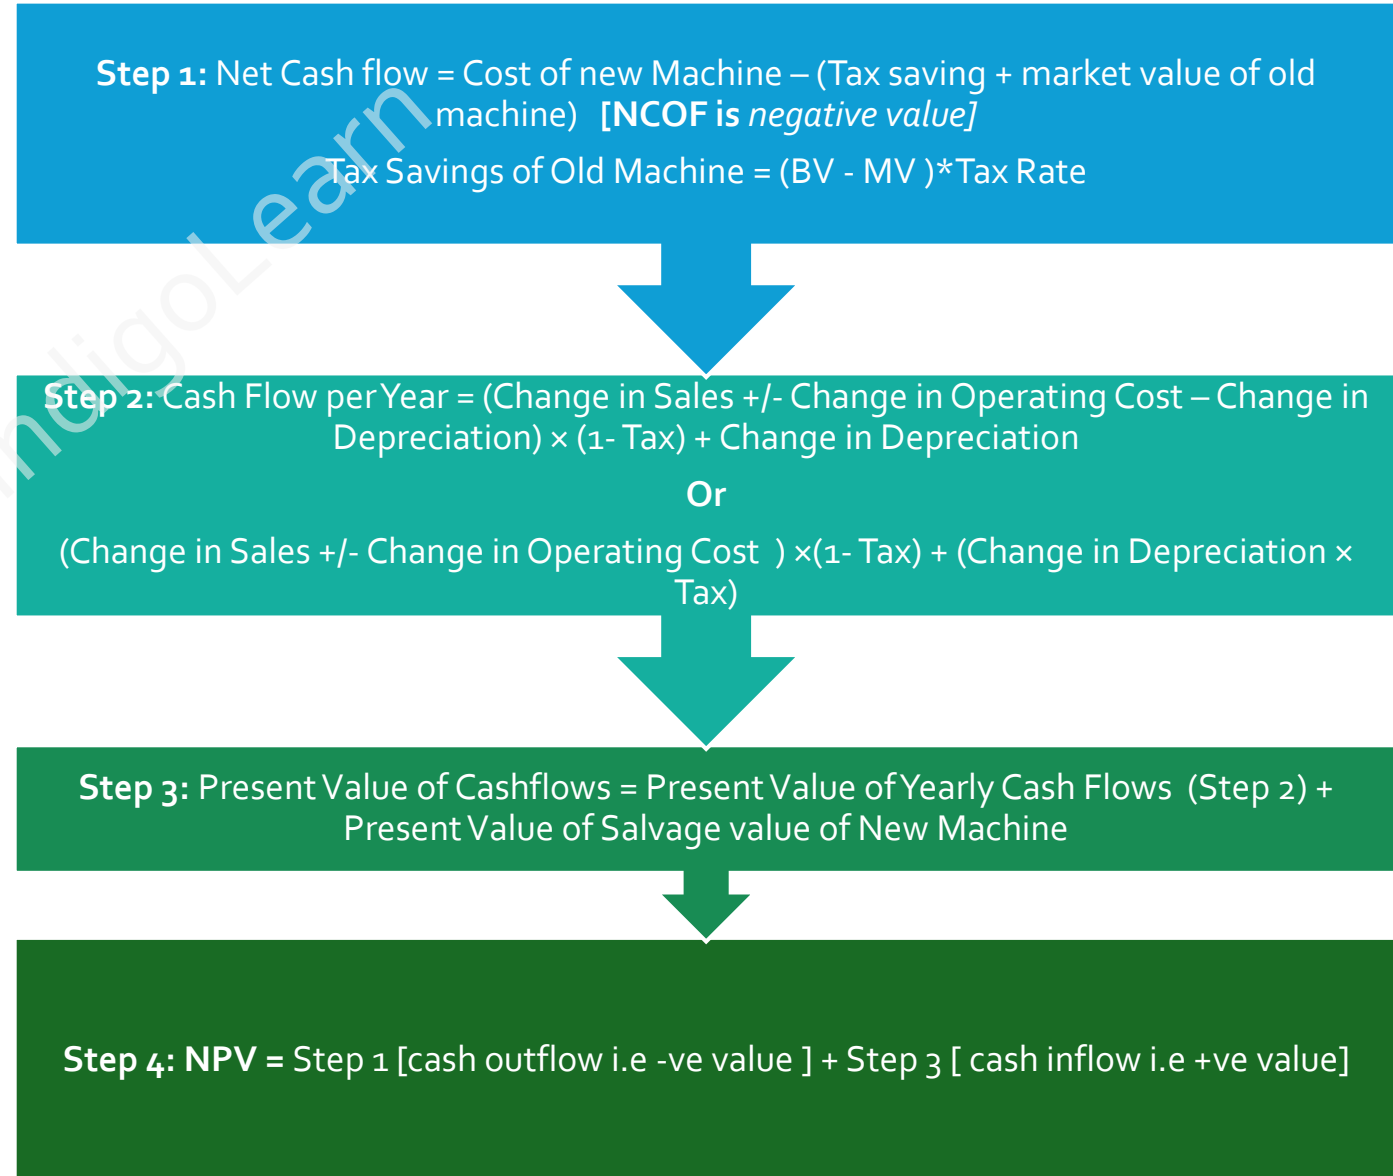 Step 1: Net Cash flow = Cost of new Machine – (Tax saving + market value of old
machine) [NCOF is negative value]
Tax Savings of Old Machine = (BV - MV )*Tax Rate
Step 2: Cash Flow per Year = (Change in Sales +/- Change in Operating Cost – Change in
Depreciation) × (1- Tax) + Change in Depreciation
Or
(Change in Sales +/- Change in Operating Cost ) ×(1- Tax) + (Change in Depreciation ×
Tax)
Step 3: Present Value of Cashflows = Present Value of Yearly Cash Flows (Step 2) +
Present Value of Salvage value of New Machine
Step 4: NPV = Step 1 [cash outflow i.e -ve value ] + Step 3 [ cash inflow i.e +ve value]
ndigoLearn